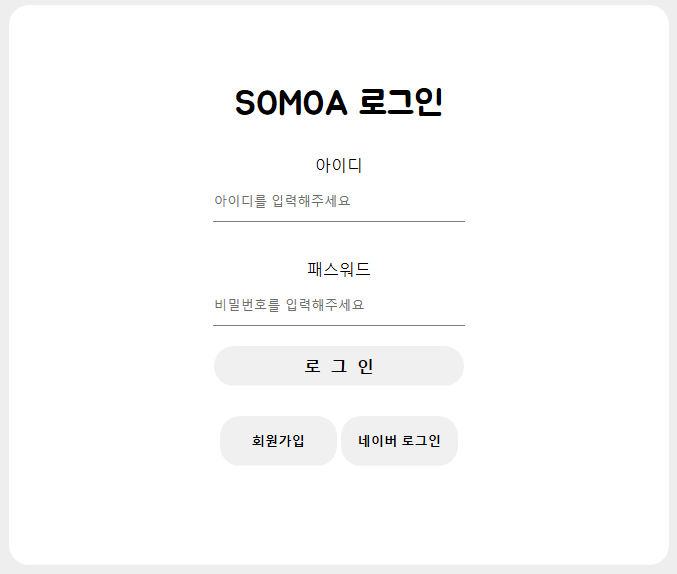 SOMOA 로그인
아이디
아이디를 입력해주세요
패스워드
비밀번호를 입력해주세요
로 그 인
회원가입 네이버 로그인